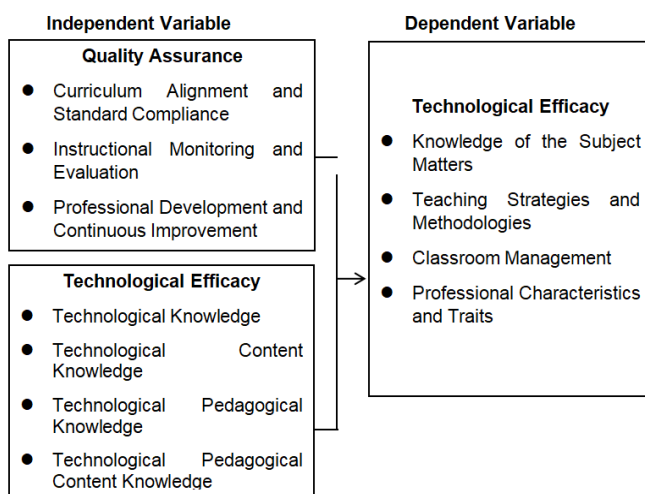 Independent Variable
Quality Assurance
● Curriculum Alignment and
Standard Compliance
● Instructional Monitoring and
Evaluation
● Professional Development and
Continuous Improvement
Technological Efficacy
● Technological Knowledge
● Technological Content
Knowledge
● Technological Pedagogical
Knowledge
● Technological Pedagogical
Content Knowledge
Dependent Variable
Technological Efficacy
● Knowledge of the Subject
Matters
● Teaching Strategies and
Methodologies
● Classroom Management
● Professional Characteristics
and Traits